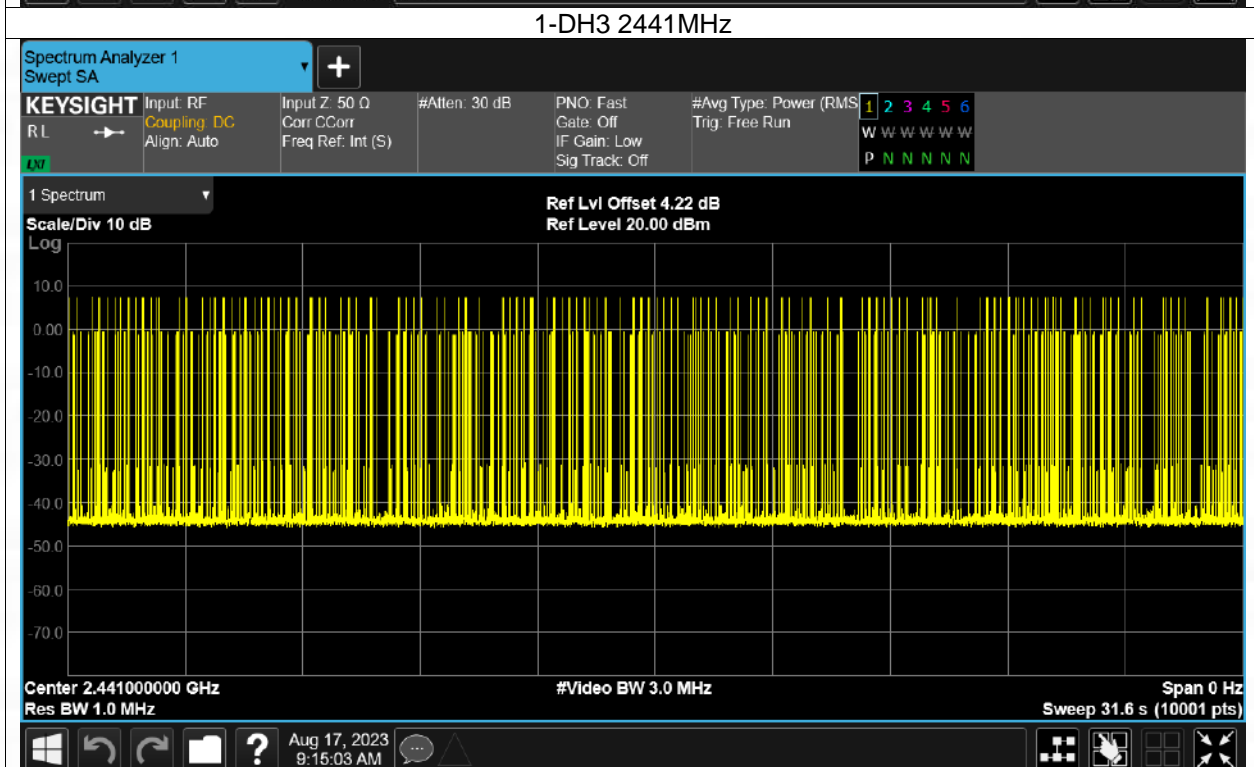 1-DH3 2441MHz
Spectrum Analyzer 1
Swept SA
+
KEYSIGHT
RL
LXI
Input: RF
Coupling: DC
Align: Auto
Input Z: 50 Ω
Corr CCorr
Freq Ref: Int (S)
#Atten: 30 dB
PNO: Fast
Gate: Off
IF Gain: Low
Sig Track: Off
#Avg Type: Power (RMS
Trig: Free Run
1 2 3 4 5 6
W W W W W W
P N N N N N
1 Spectrum
Scale/Div 10 dB
Ref Lvl Offset 4.22 dB
Ref Level 20.00 dBm
Log
10.0
0.00
-10.0
-20.0
-30.0
-40.0
-50.0
-60.0
-70.0
Center 2.441000000 GHz
#Video BW 3.0 MHz
Span 0 Hz
Res BW 1.0 MHz
Sweep 31.6 s (10001 pts)
?
Aug 17, 2023
9:15:03 AM